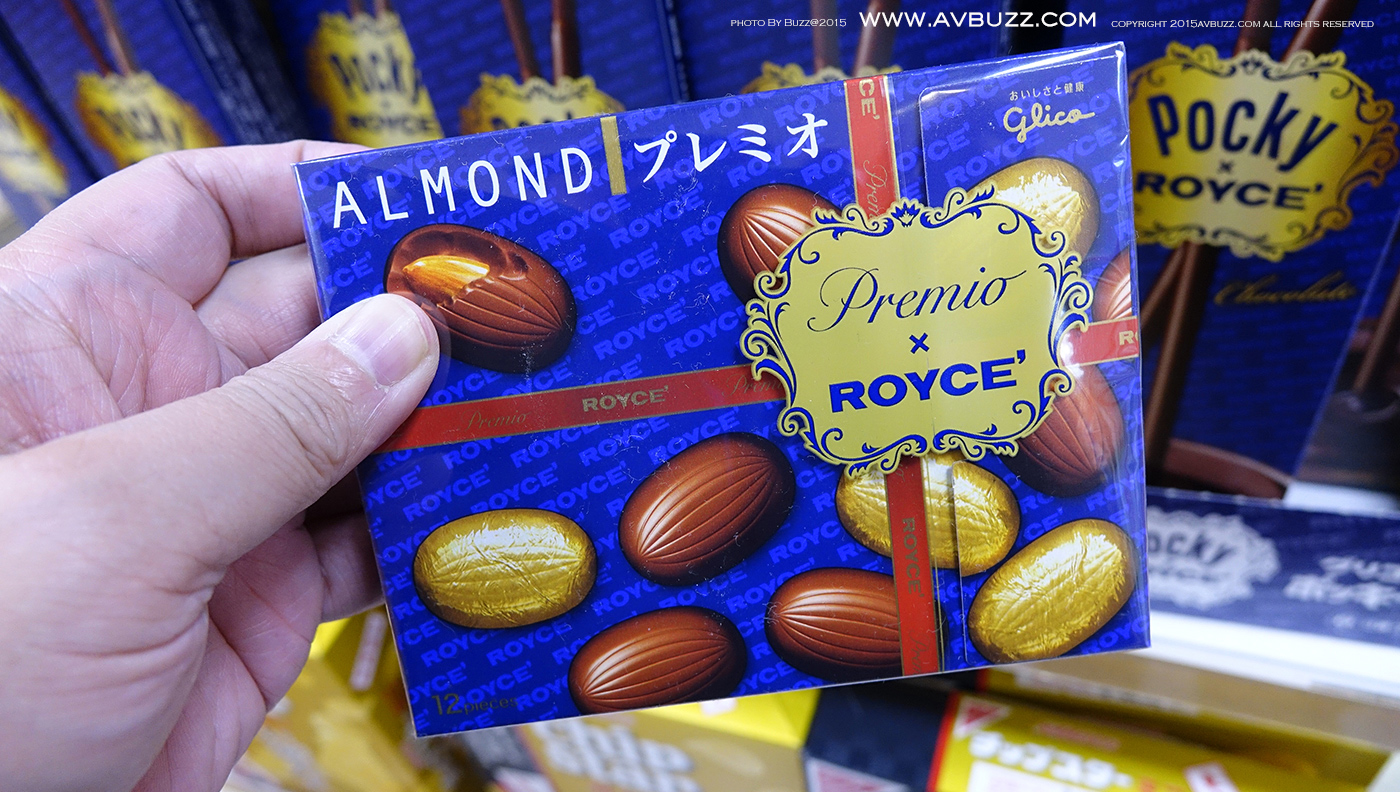 PHOTO BY BUZZ@2015 WWW.AVBUZZ.COM COPYRIGHT 2015AVBUZZ.COM ALL RIGHTS RESERVED
ALMOND プレミオ
おいしさと健康
Glico
Premio
×
ROYCE'
Premio ROYCE'
ROYCE'
12 pieces
POCKY
×
ROYCE'
Chocolate
POCKY
ROYCE'